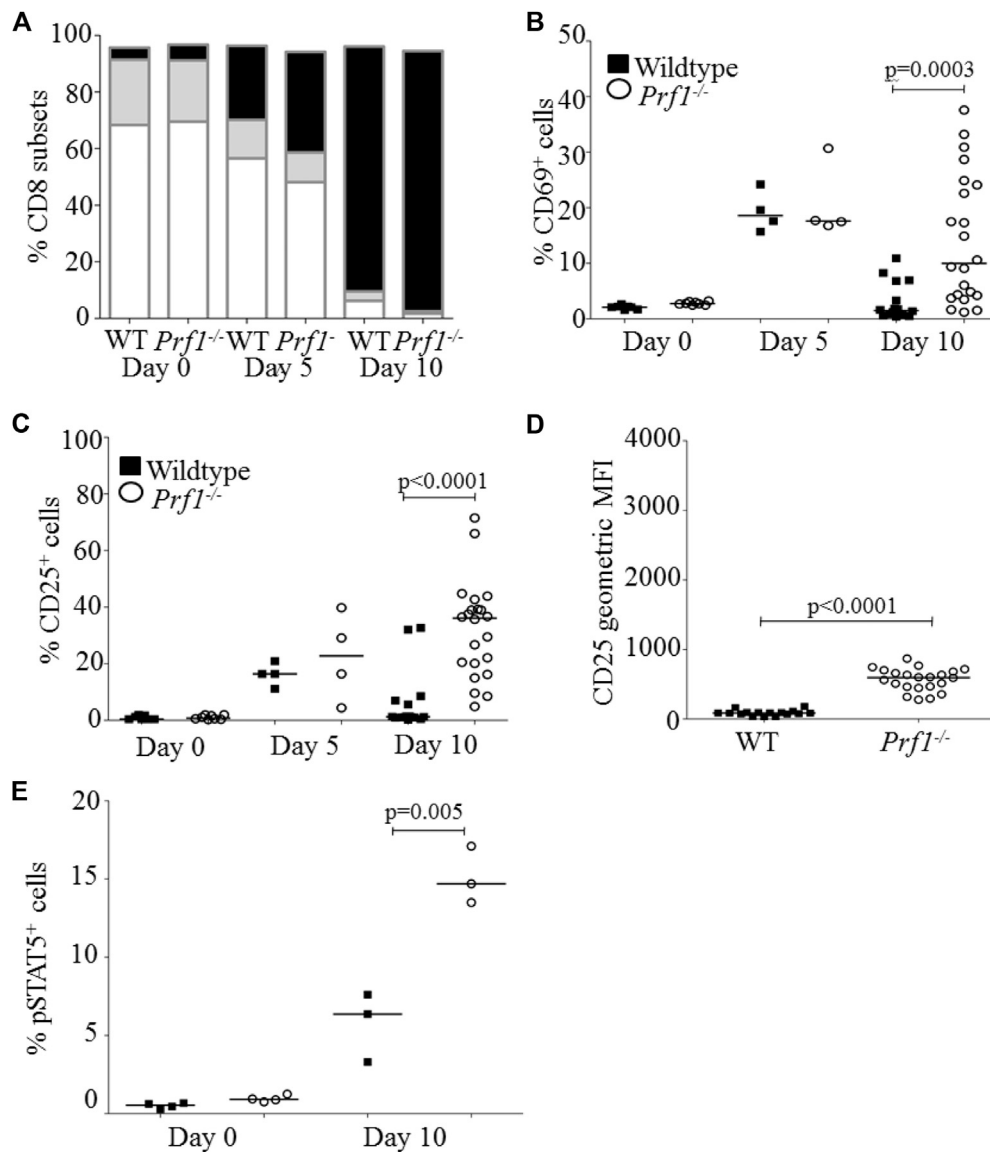 A
% CD8 subsets
100
80
60
40
20
0
WT Prf1-/- WT Prf1- WT Prf1-/-
Day 0 Day 5 Day 10
B
% CD69+ cells
50
40
30
20
10
0
Wildtype
Prf1-/-
p=0.0003
Day 0 Day 5 Day 10
C
% CD25+ cells
100
80
60
40
20
0
Wildtype
Prf1-/-
p<0.0001
Day 0 Day 5 Day 10
D
CD25 geometric MFI
4000
3000
2000
1000
0
p<0.0001
WT Prf1-/-
E
% pSTAT5+ cells
20
15
10
5
0
p=0.005
Day 0 Day 10